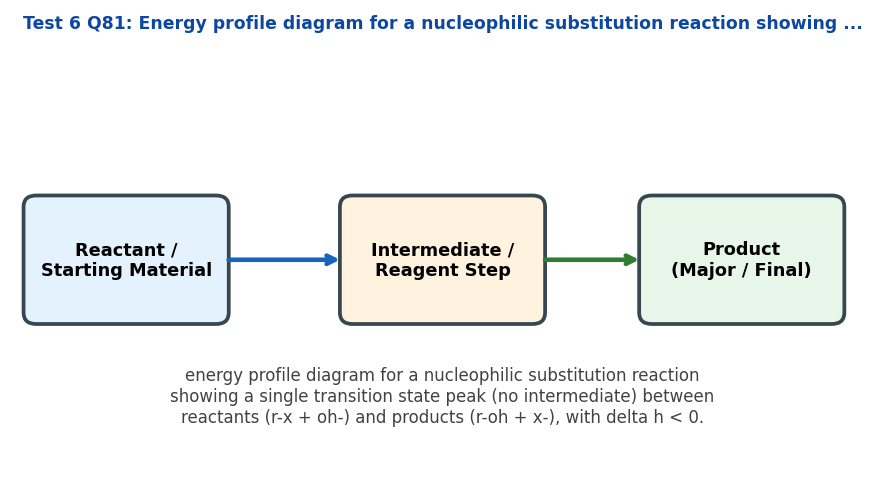 Test 6 Q81: Energy profile diagram for a nucleophilic substitution reaction showing ...
Reactant /
Starting Material
Intermediate /
Reagent Step
Product
(Major / Final)
energy profile diagram for a nucleophilic substitution reaction
showing a single transition state peak (no intermediate) between
reactants (r-x + oh-) and products (r-oh + x-), with delta h < 0.